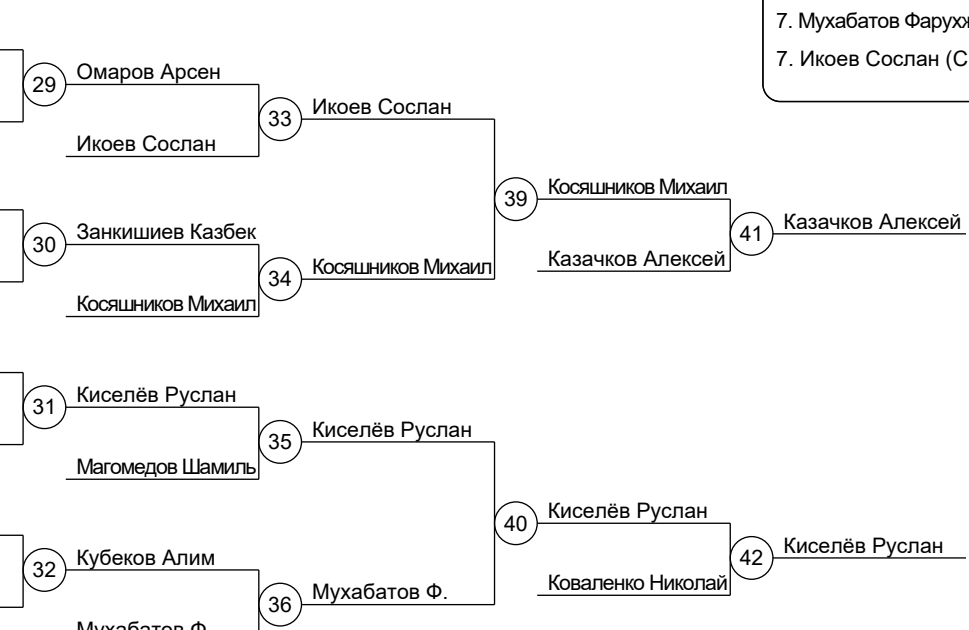 7. Мухабатов Фарухж
7. Икоев Сослан (С
29
Омаров Арсен
33
Икоев Сослан
Икоев Сослан
39
Косяшников Михаил
41
Казачков Алексей
30
Занкишиев Казбек
34
Косяшников Михаил
Казачков Алексей
Косяшников Михаил
31
Киселёв Руслан
35
Киселёв Руслан
Магомедов Шамиль
40
Киселёв Руслан
42
Киселёв Руслан
32
Кубеков Алим
36
Мухабатов Ф.
Коваленко Николай
Мухабатов Ф.